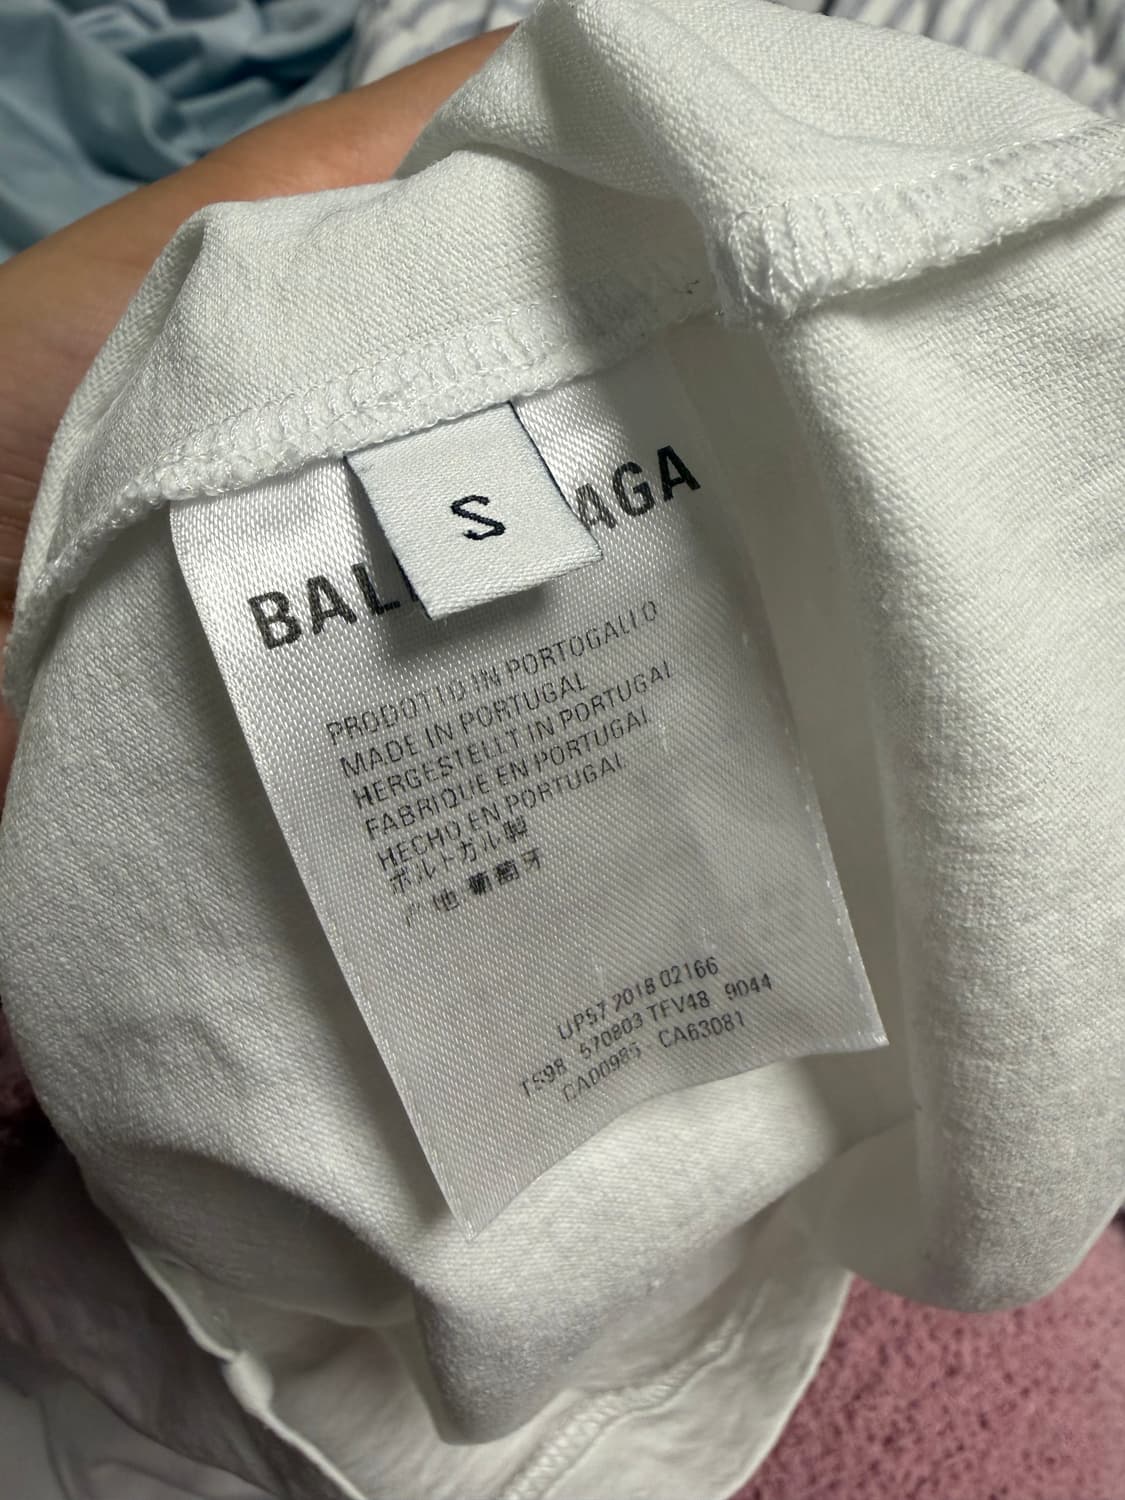 S
BAL AGA
PRODOTTO IN PORTOGALLO
MADE IN PORTUGAL
HERGESTELLT IN PORTUGAL
FABRIQUE EN PORTUGAL
HECHO EN PORTUGAL
ポルトガル製
产地 葡萄牙
UP57 2018 02166
TS98 570803 TFV48 9044
CA00985 CA63081